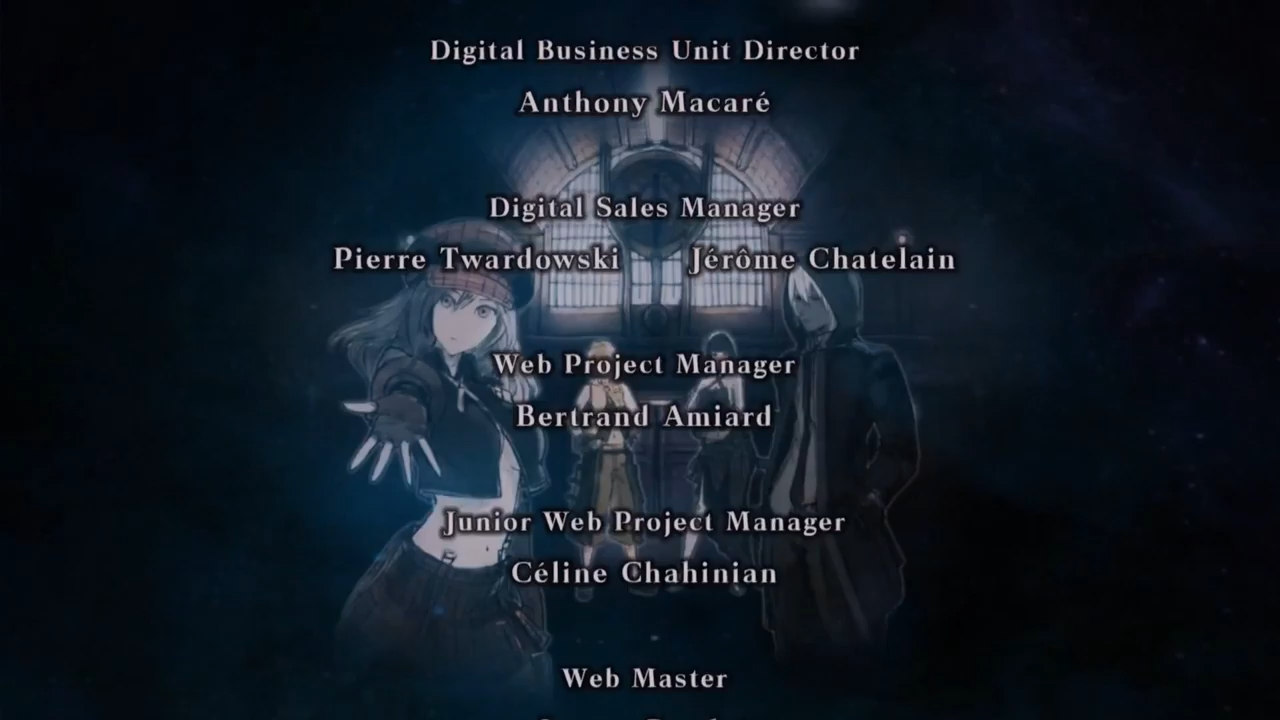 Digital Business Unit Director
Anthony Macaré
Digital Sales Manager
Pierre Twardowski Jérôme Chatelain
Web Project Manager
Bertrand Amiard
Junior Web Project Manager
Céline Chahinian
Web Master